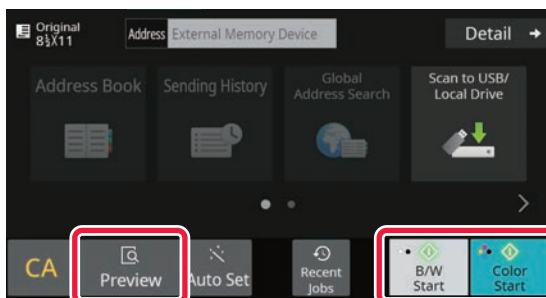 Original
8½X11
Address External Memory Device
Detail
Address Book
Sending History
Global
Address Search
Scan to USB/
Local Drive
CA
Preview
Auto Set
Recent
Jobs
B/W
Start
Color
Start